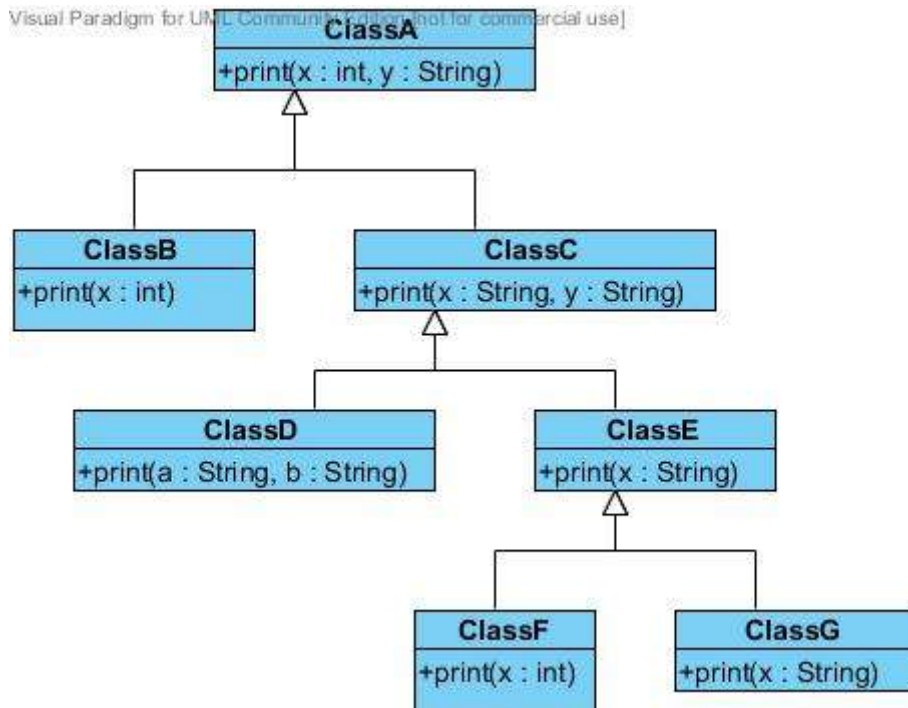 Visual Paradigm for UML Community Edition [not for commercial use]
ClassA
+print(x : int, y : String)
ClassB
+print(x : int)
ClassC
+print(x : String, y : String)
ClassD
+print(a : String, b : String)
ClassE
+print(x : String)
ClassF
+print(x : int)
ClassG
+print(x : String)